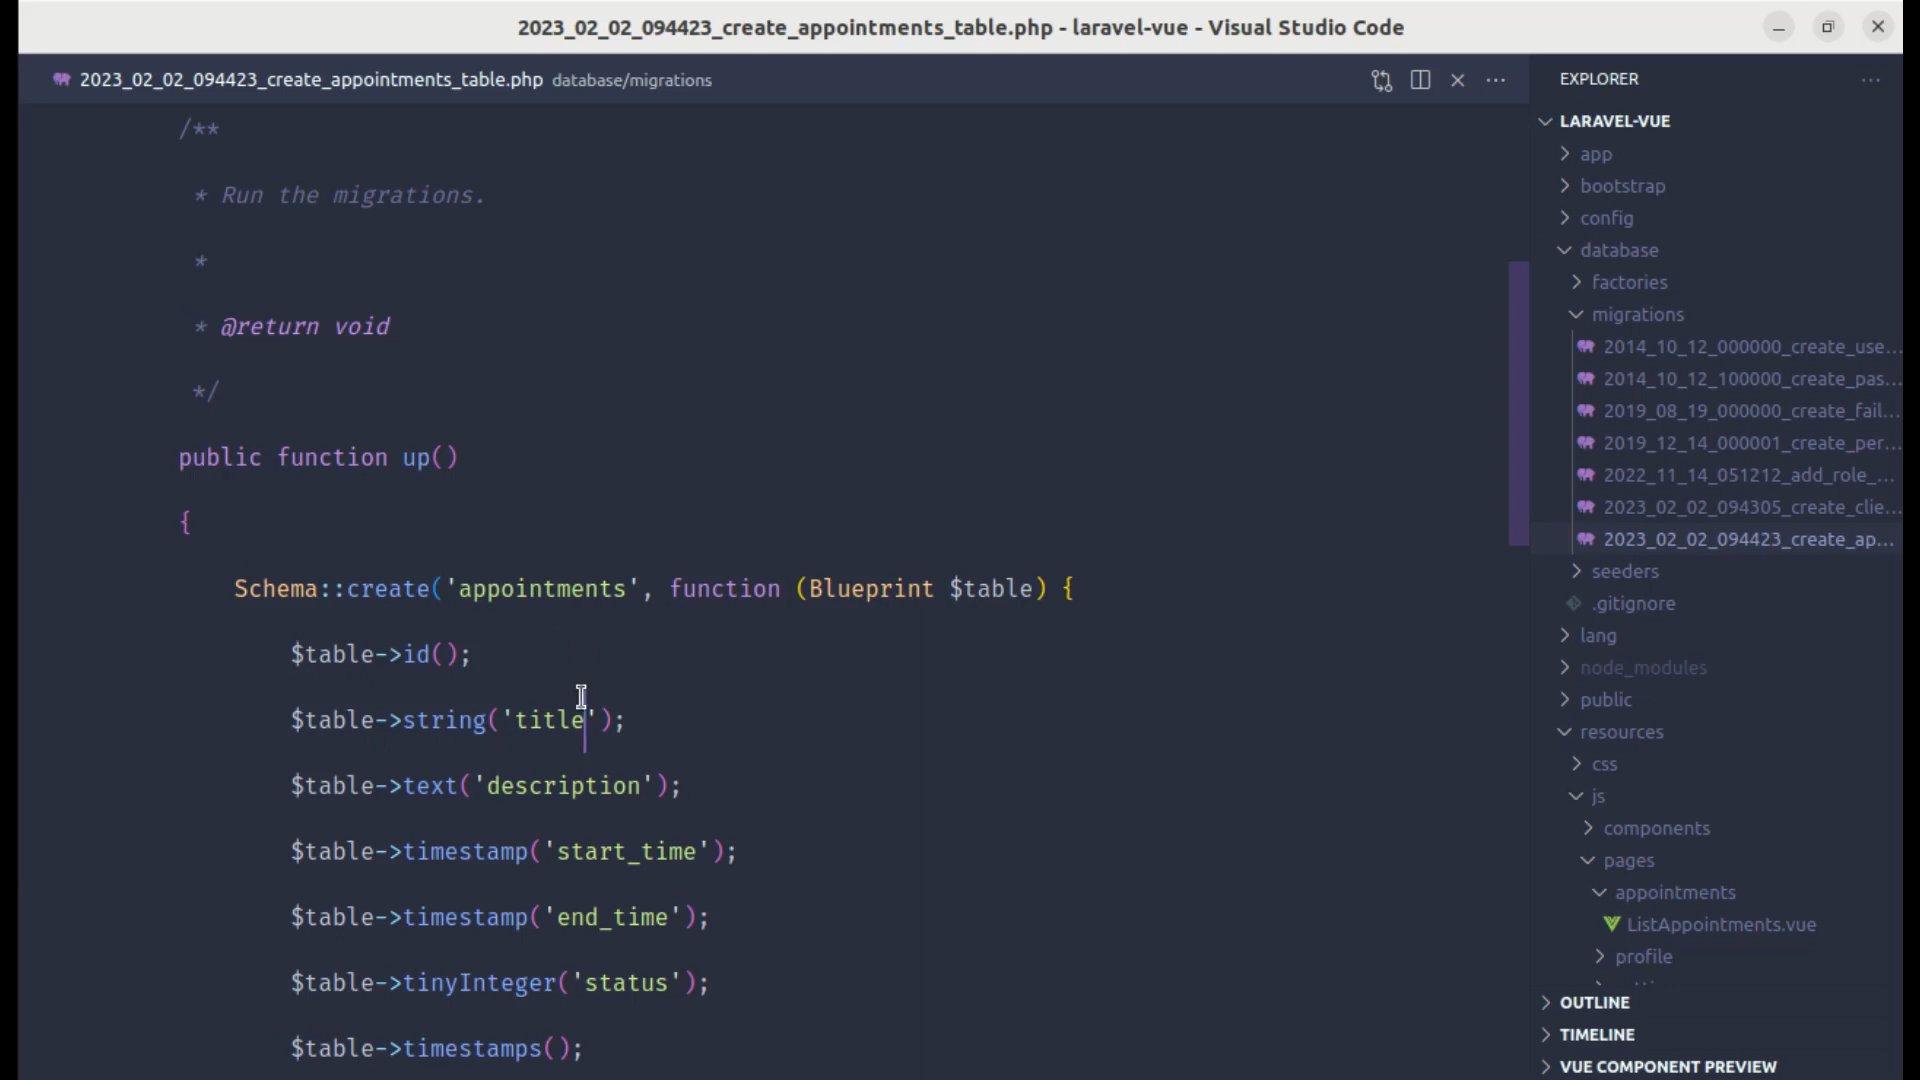 2023_02_02_094423_create_appointments_table.php - laravel-vue - Visual Studio Code
2023_02_02_094423_create_appointments_table.php database/migrations
/**
* Run the migrations.
*
* @return void
*/
public function up()
{
Schema::create('appointments', function (Blueprint $table) {
$table->id();
$table->string('title');
$table->text('description');
$table->timestamp('start_time');
$table->timestamp('end_time');
$table->tinyInteger('status');
$table->timestamps();
EXPLORER
LARAVEL-VUE
app
bootstrap
config
database
factories
migrations
2014_10_12_000000_create_use...
2014_10_12_100000_create_pas...
2019_08_19_000000_create_fail...
2019_12_14_000001_create_per...
2022_11_14_051212_add_role_...
2023_02_02_094305_create_clie...
2023_02_02_094423_create_ap...
seeders
.gitignore
lang
node_modules
public
resources
css
js
components
pages
appointments
ListAppointments.vue
profile
OUTLINE
TIMELINE
VUE COMPONENT PREVIEW